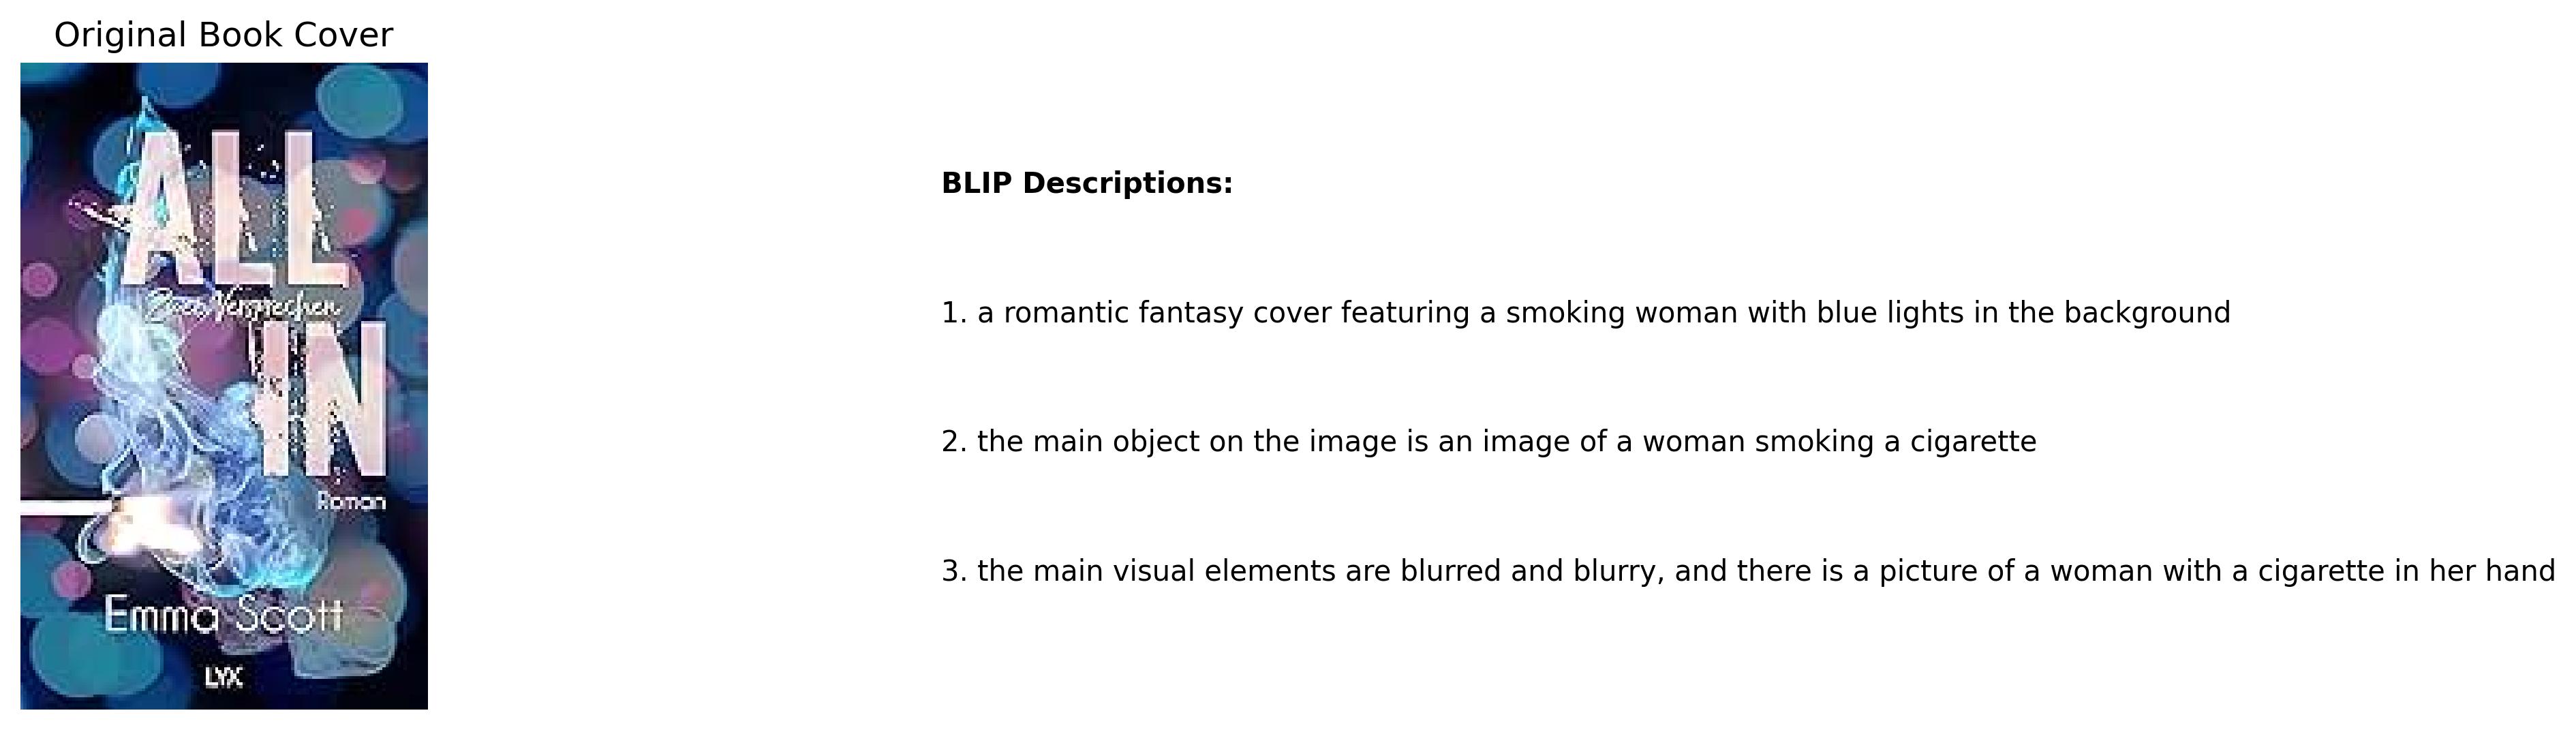 Original Book Cover
ALL
Zwei Versprechen
IN
Roman
Emma Scott
LYX
BLIP Descriptions:
1. a romantic fantasy cover featuring a smoking woman with blue lights in the background
2. the main object on the image is an image of a woman smoking a cigarette
3. the main visual elements are blurred and blurry, and there is a picture of a woman with a cigarette in her hand